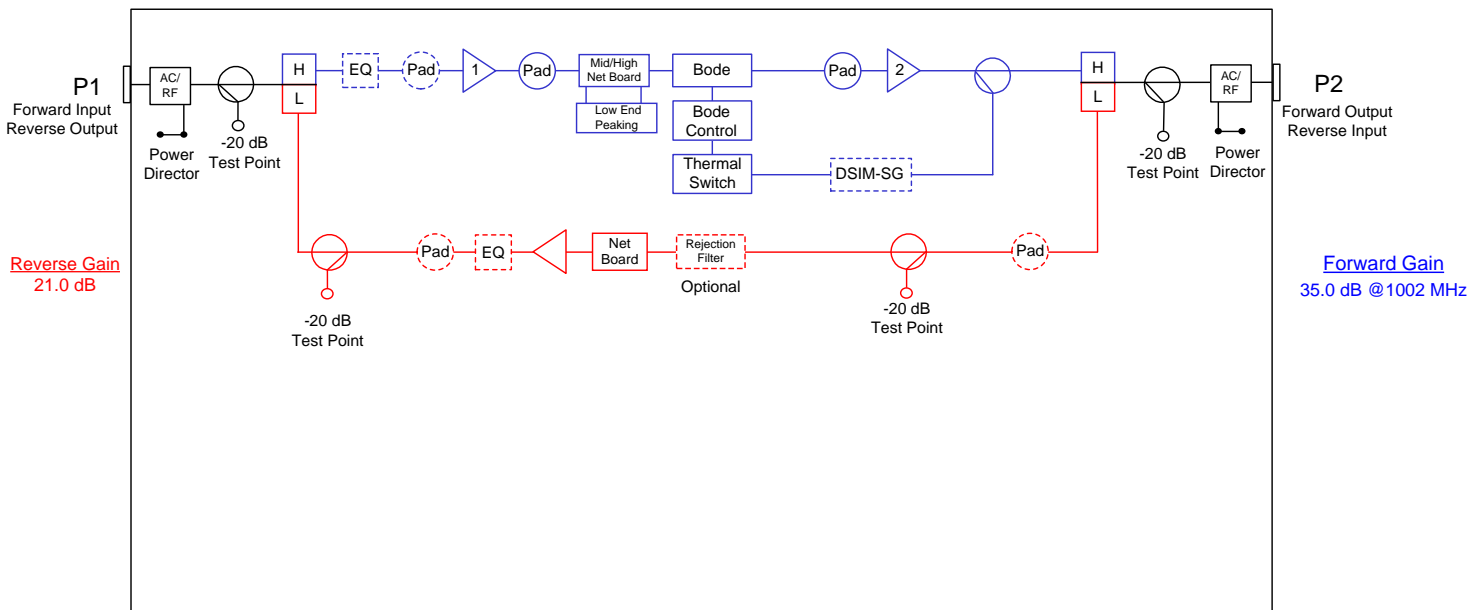 P1
Forward Input
Reverse Output
AC/
RF
Power
Director
-20 dB
Test Point
H
L
EQ
Pad
1
Pad
Mid/High
Net Board
Low End
Peaking
Bode
Bode
Control
Thermal
Switch
Pad
2
DSIM-SG
H
L
-20 dB
Test Point
AC/
RF
Power
Director
P2
Forward Output
Reverse Input
Reverse Gain
21.0 dB
-20 dB
Test Point
Pad
EQ
Net
Board
Rejection
Filter
Optional
-20 dB
Test Point
Pad
Forward Gain
35.0 dB @1002 MHz